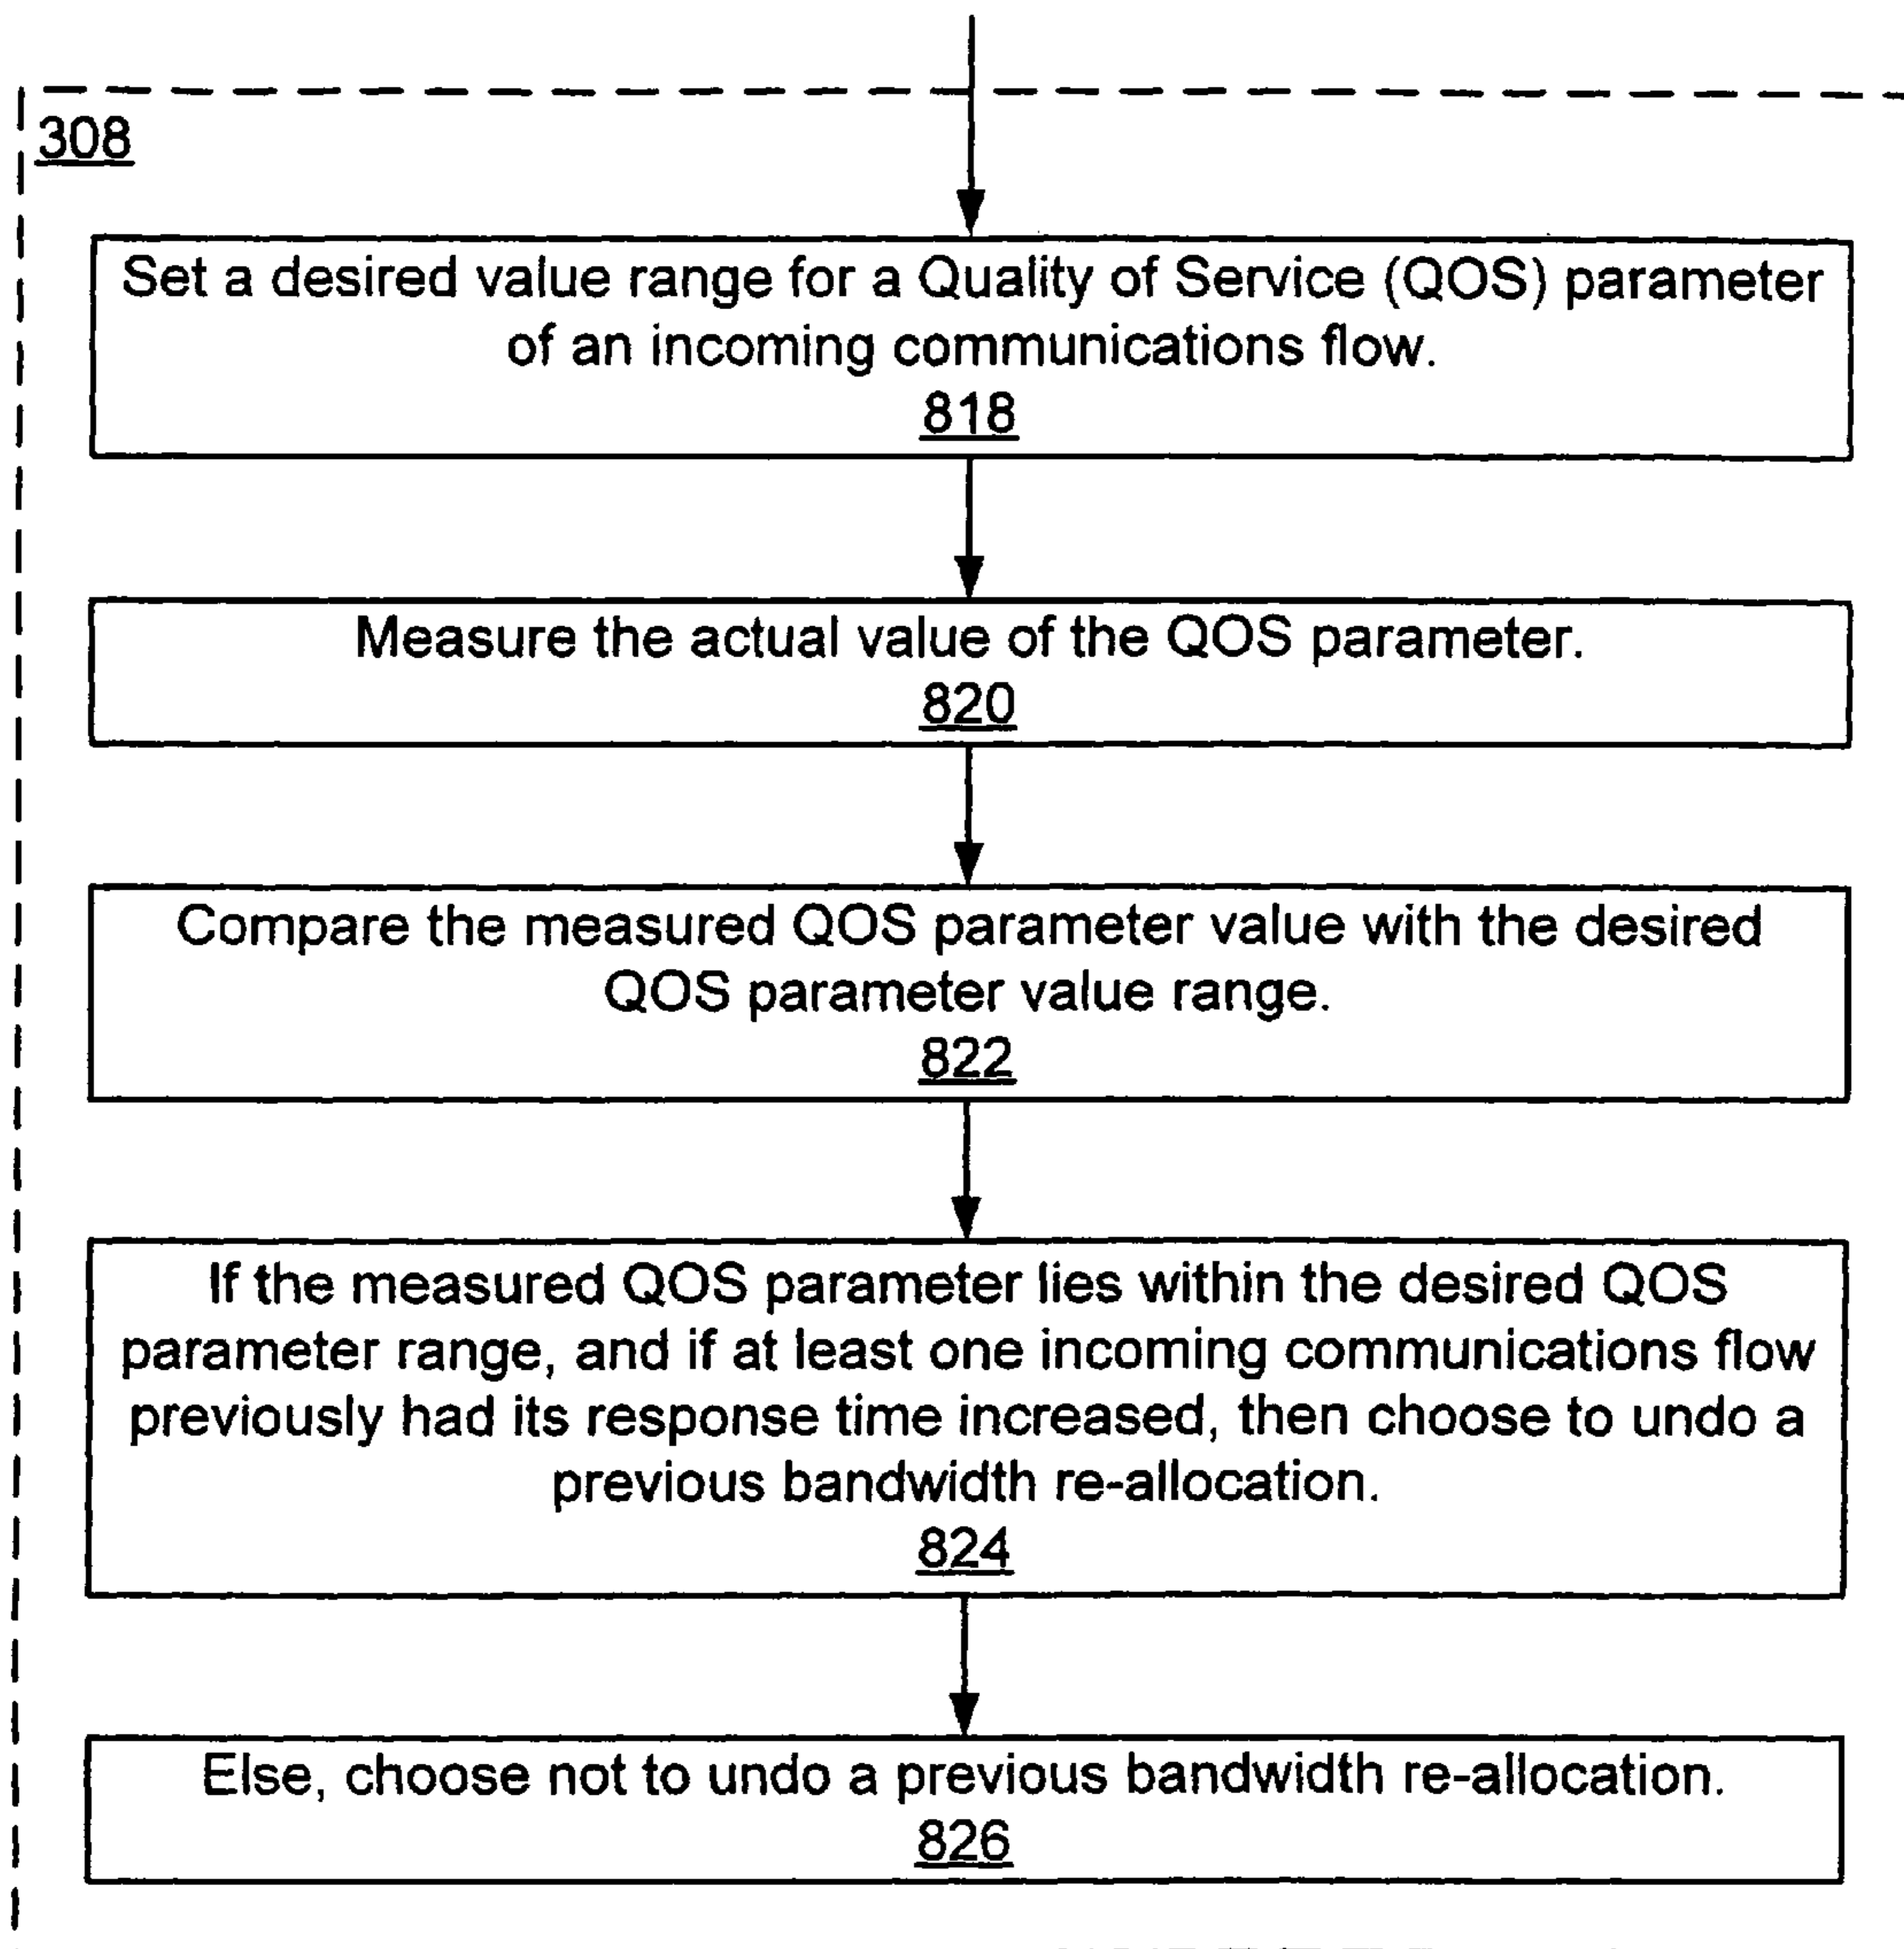 308
Set a desired value range for a Quality of Service (QOS) parameter
of an incoming communications flow.
818
Measure the actual value of the QOS parameter.
820
Compare the measured QOS parameter value with the desired
QOS parameter value range.
822
If the measured QOS parameter lies within the desired QOS
parameter range, and if at least one incoming communications flow
previously had its response time increased, then choose to undo a
previous bandwidth re-allocation.
824
Else, choose not to undo a previous bandwidth re-allocation.
826